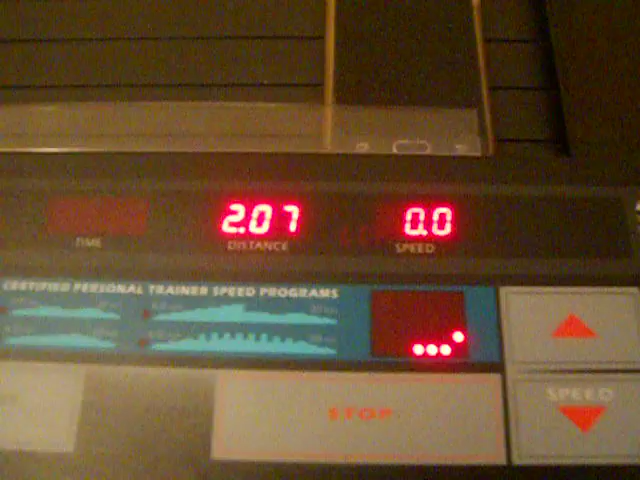 2.07 0.0
TIME DISTANCE SPEED
CERTIFIED PERSONAL TRAINER SPEED PROGRAMS
STOP
SPEED